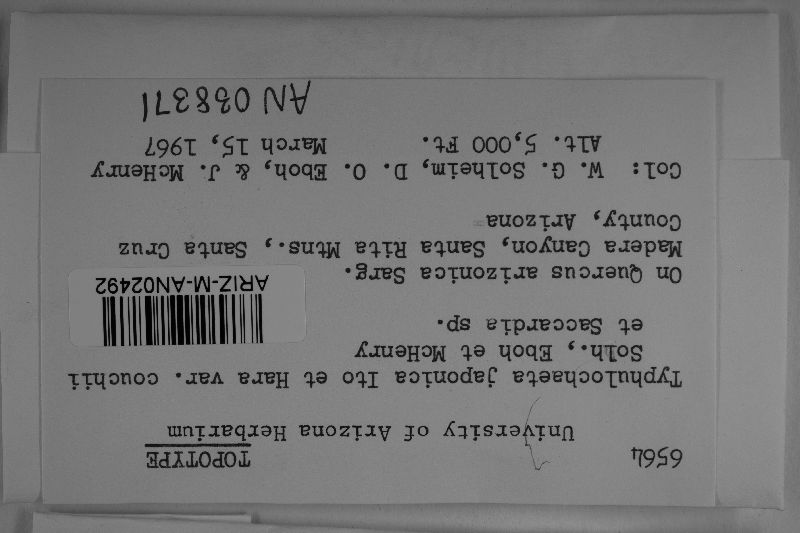 6564 TOPOTYPE
University of Arizona Herbarium
Typhulochaeta japonica Ito et Hara var. couchii
Solh., Eboh et McHenry
et Saccardia sp.
On Quercus arizonica Sarg.
Madera Canyon, Santa Rita Mtns., Santa Cruz
County, Arizona
ARIZ-M-AN02492
Col: W. G. Solheim, D. O. Eboh, & J. McHenry
Alt. 5,000 Ft. March 15, 1967
AN 038371